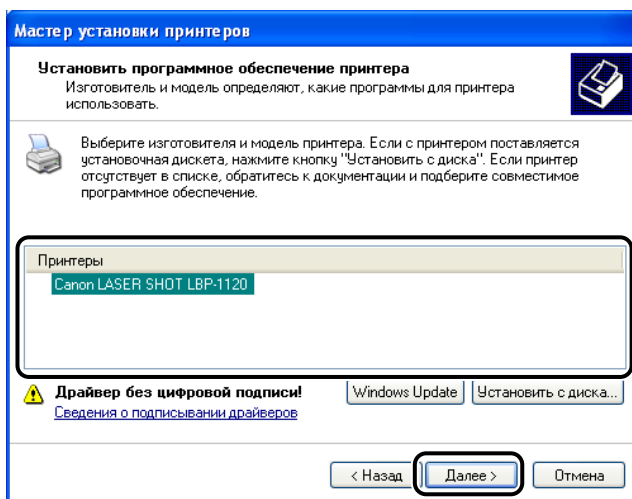 Мастер установки принтеров
Установить программное обеспечение принтера
Изготовитель и модель определяют, какие программы для принтера
использовать.
Выберите изготовителя и модель принтера. Если с принтером поставляется
установочная дискета, нажмите кнопку "Установить с диска". Если принтер
отсутствует в списке, обратитесь к документации и подберите совместимое
программное обеспечение.
Принтеры
Canon LASER SHOT LBP-1120
Драйвер без цифровой подписи!
Сведения о подписывании драйверов
Windows Update
Установить с диска...
< Назад
Далее >
Отмена